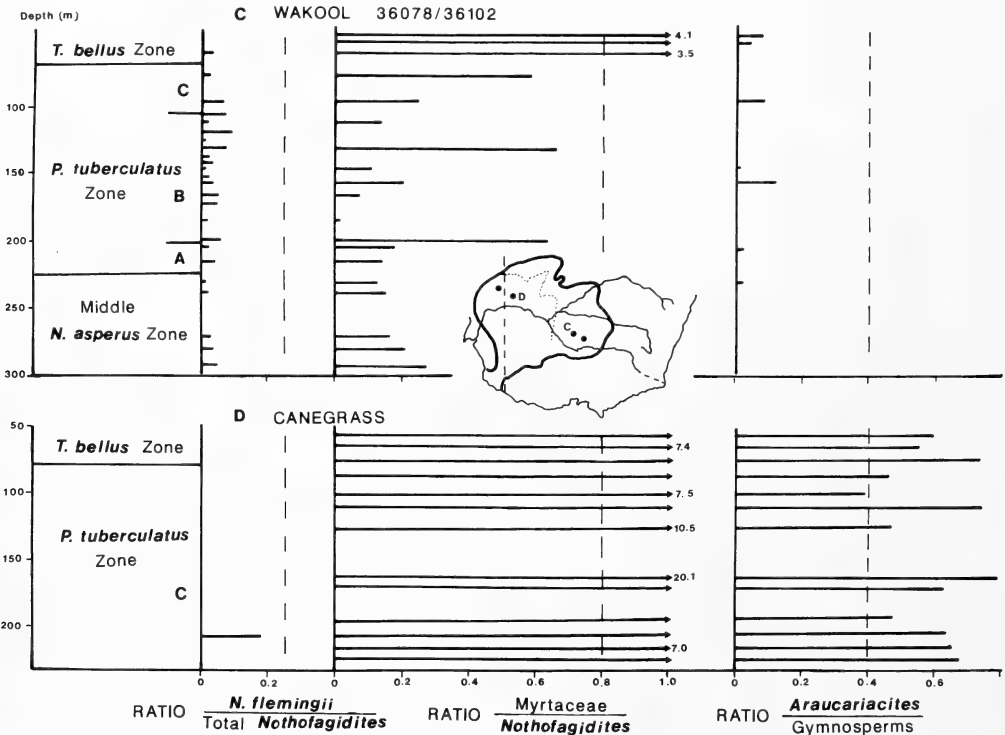 Depth (m)
C WAKOOL 36078/36102
T. bellus Zone
4.1
3.5
C
100
P. tuberculatus
Zone
150
B
200
A
Middle
250
N. asperus Zone
300
D
C
D CANEGRASS
50
T. bellus Zone
7.4
100
7.5
P. tuberculatus
10.5
Zone
150
20.1
C
200
7.0
0 0.2 0 0.2 0.4 0.6 0.8 1.0 0 0.2 0.4 0.6
RATIO N. flemingii
Total Nothofagidites
RATIO Myrtaceae
Nothofagidites
RATIO Araucariacites
Gymnosperms